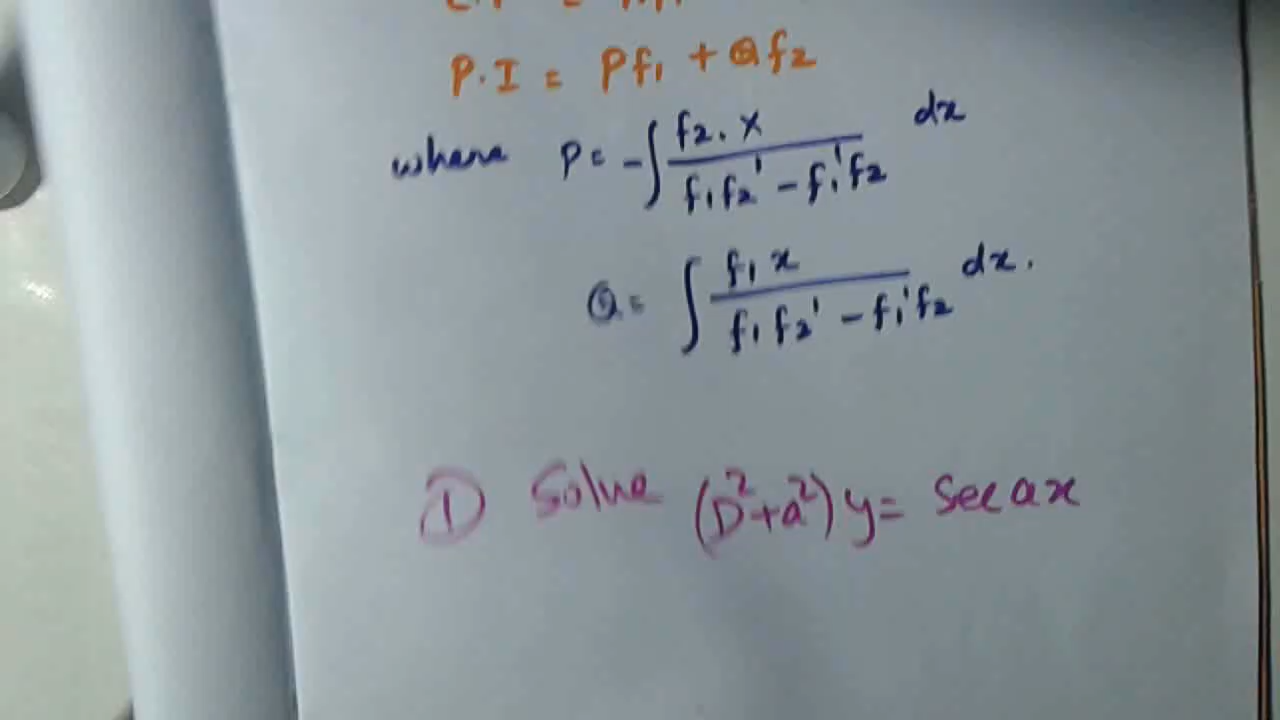 P.I = Pf₁ + Qf₂
where P = -∫ f₂.X / f₁f₂' - f₁'f₂ dx
Q = ∫ f₁x / f₁f₂' - f₁'f₂ dx.
① Solve (D²+a²)y = Sec ax